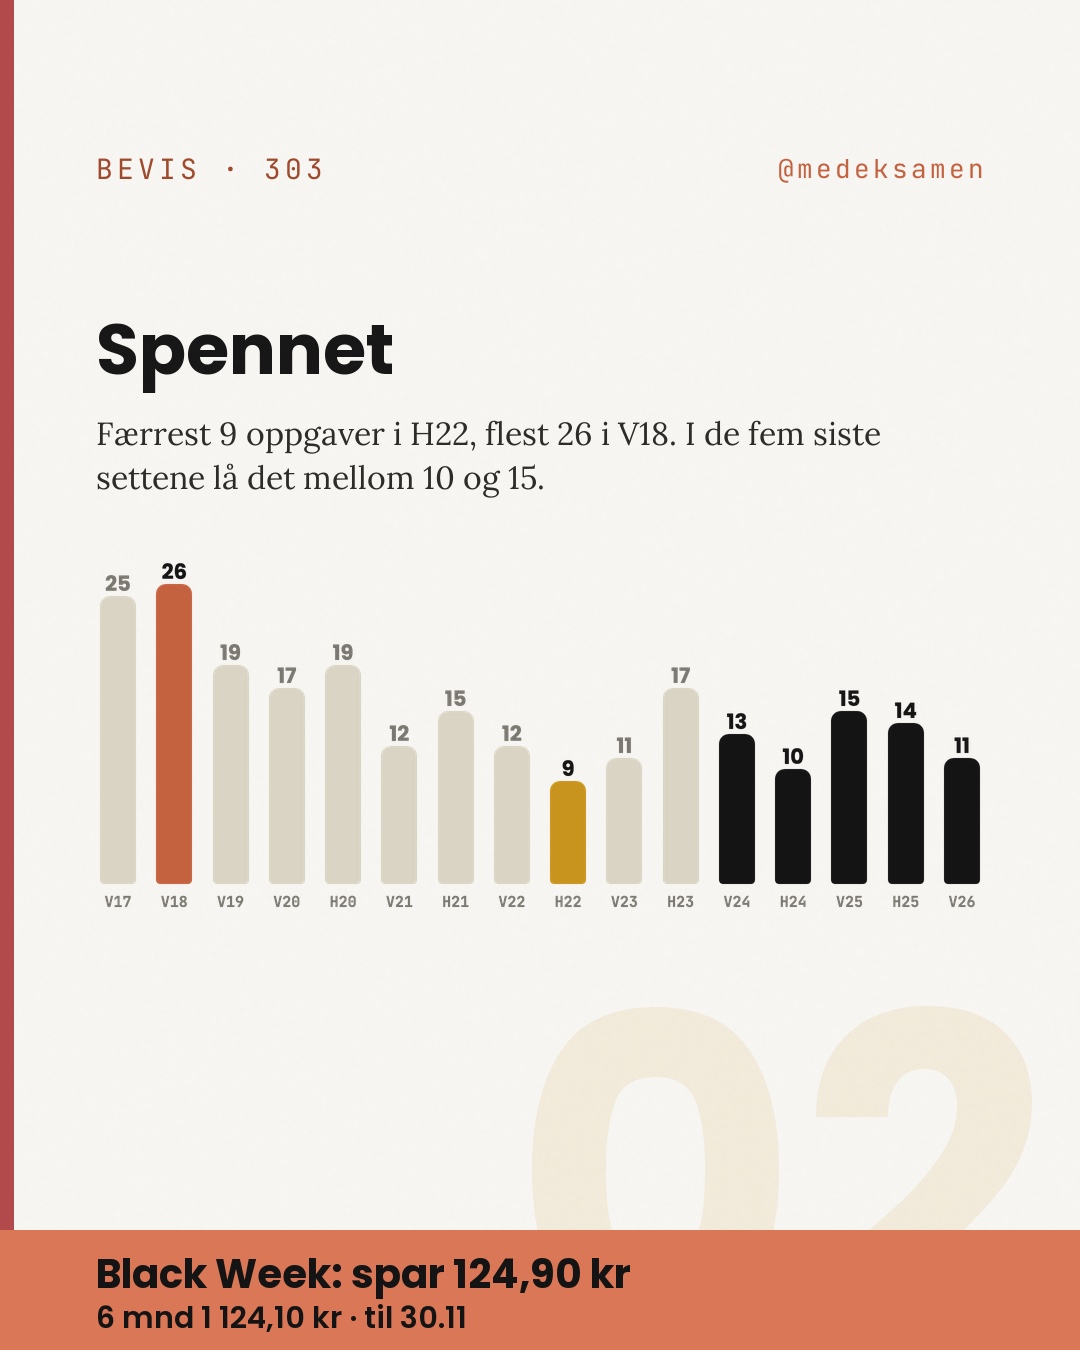 BEVIS · 303
@medeksamen
Spennet
Færrest 9 oppgaver i H22, flest 26 i V18. I de fem siste
settene lå det mellom 10 og 15.
25 26 19 17 19 12 15 12 9 11 17 13 10 15 14 11
V17 V18 V19 V20 H20 V21 H21 V22 H22 V23 H23 V24 H24 V25 H25 V26
02
Black Week: spar 124,90 kr
6 mnd 1 124,10 kr · til 30.11